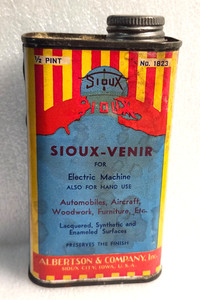 ½ PINT
No. 1823
SIOUX
SIOUX-VENIR
FOR
Electric Machine
ALSO FOR HAND USE
Automobiles, Aircraft,
Woodwork, Furniture, Etc.
Lacquered, Synthetic and
Enameled Surfaces
PRESERVES THE FINISH
ALBERTSON & COMPANY, Inc.
SIOUX CITY, IOWA, U.S.A.